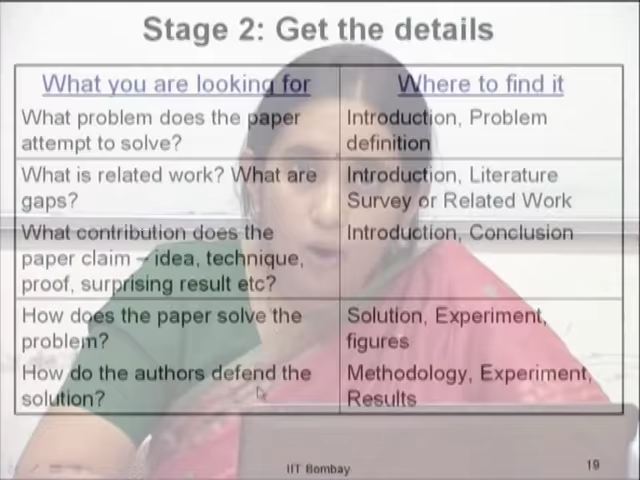 Stage 2: Get the details
What you are looking for
Where to find it
What problem does the paper
attempt to solve?
Introduction, Problem
definition
What is related work? What are
gaps?
Introduction, Literature
Survey or Related Work
What contribution does the
paper claim – idea, technique,
proof, surprising result etc?
Introduction, Conclusion
How does the paper solve the
problem?
Solution, Experiment,
figures
How do the authors defend the
solution?
Methodology, Experiment,
Results
IIT Bombay
19